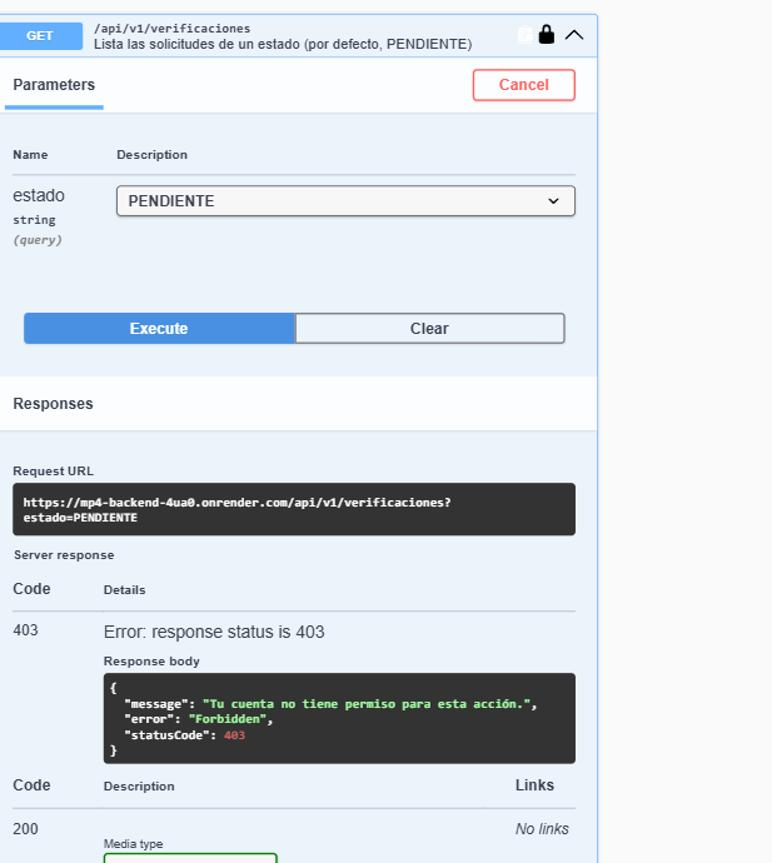 GET
/api/v1/verificaciones
Lista las solicitudes de un estado (por defecto, PENDIENTE)
Parameters
Cancel
Name Description
estado
PENDIENTE
string
(query)
Execute
Clear
Responses
Request URL
https://mp4-backend-4ua0.onrender.com/api/v1/verificaciones?
estado=PENDIENTE
Server response
Code Details
403 Error: response status is 403
Response body
{
"message": "Tu cuenta no tiene permiso para esta acción.",
"error": "Forbidden",
"statusCode": 403
}
Code Description Links
200 No links
Media type